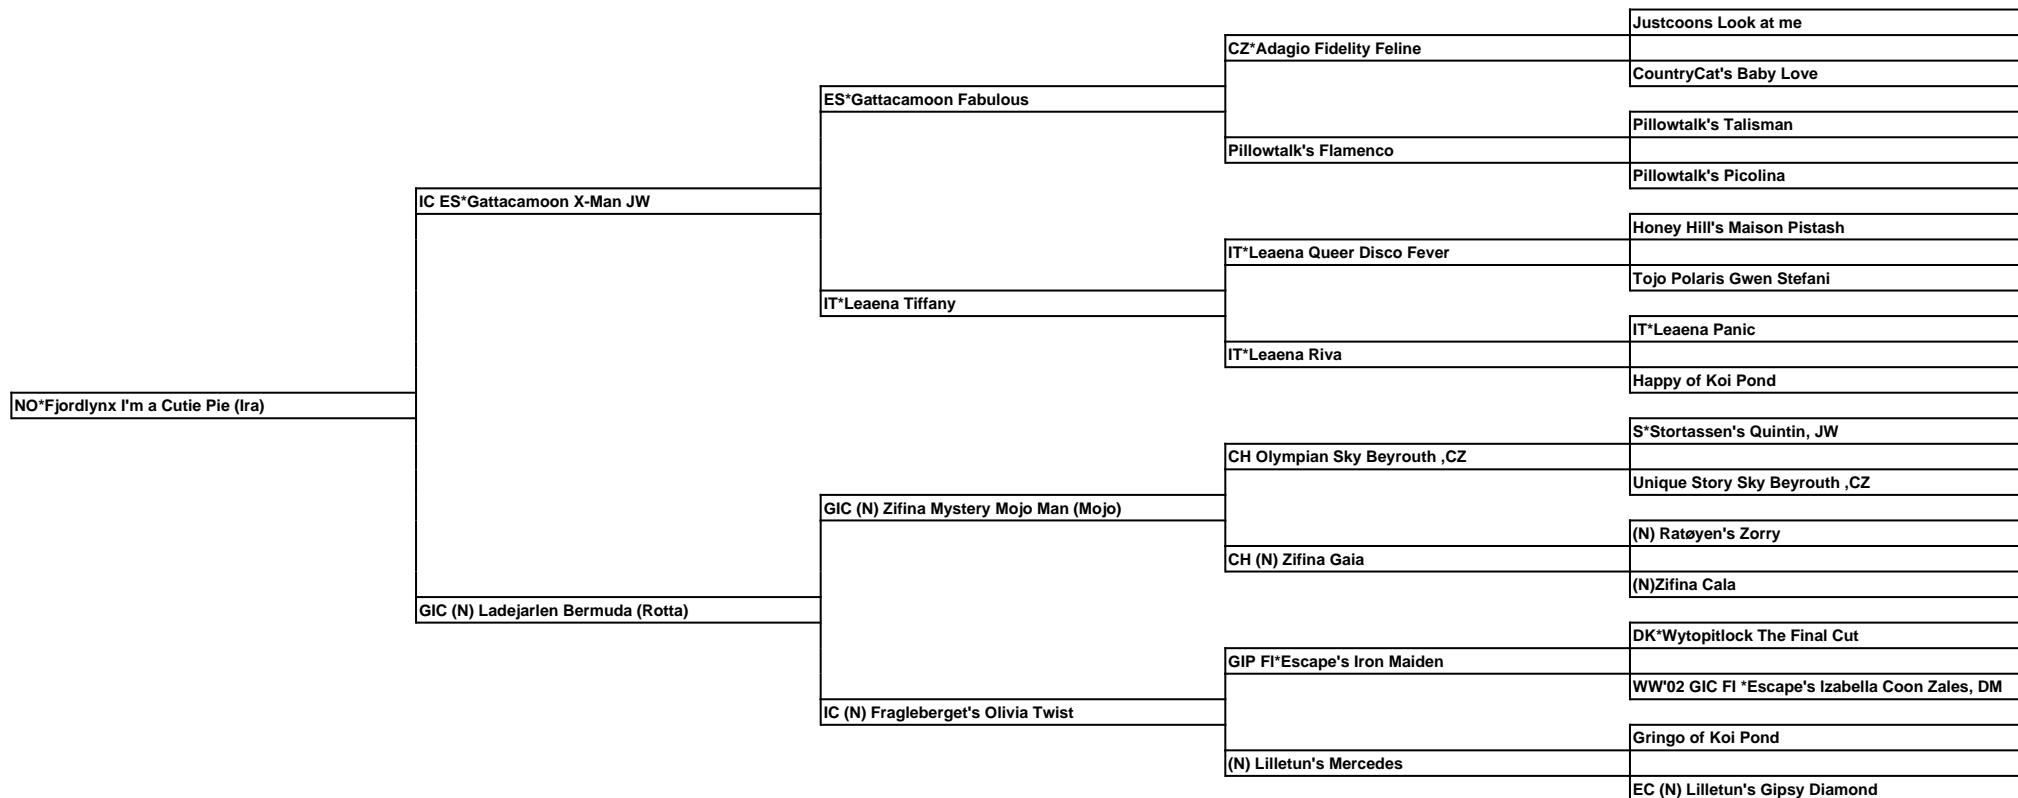 Justcoons Look at me
CZ*Adagio Fidelity Feline
CountryCat's Baby Love
ES*Gattacamoon Fabulous
Pillowtalk's Talisman
Pillowtalk's Flamenco
Pillowtalk's Picolina
IC ES*Gattacamoon X-Man JW
Honey Hill's Maison Pistash
IT*Leaena Queer Disco Fever
Tojo Polaris Gwen Stefani
IT*Leaena Tiffany
IT*Leaena Panic
IT*Leaena Riva
Happy of Koi Pond
NO*Fjordlynx I'm a Cutie Pie (Ira)
S*Stortassen's Quintin, JW
CH Olympian Sky Beyrouth ,CZ
Unique Story Sky Beyrouth ,CZ
GIC (N) Zifina Mystery Mojo Man (Mojo)
(N) Ratøyen's Zorry
CH (N) Zifina Gaia
(N)Zifina Cala
GIC (N) Ladejarlen Bermuda (Rotta)
DK*Wytopitlock The Final Cut
GIP FI*Escape's Iron Maiden
WW'02 GIC FI *Escape's Izabella Coon Zales, DM
IC (N) Fragleberget's Olivia Twist
Gringo of Koi Pond
(N) Lilletun's Mercedes
EC (N) Lilletun's Gipsy Diamond